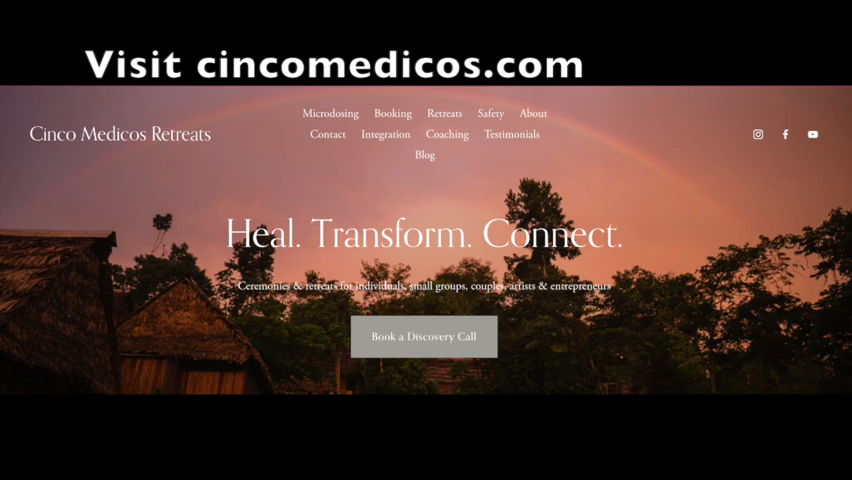 Visit cincomedicos.com
Cinco Medicos Retreats
Microdosing Booking Retreats Safety About
Contact Integration Coaching Testimonials
Blog
Heal. Transform. Connect.
Ceremonies & retreats for individuals, small groups, couples, artists & entrepreneurs
Book a Discovery Call